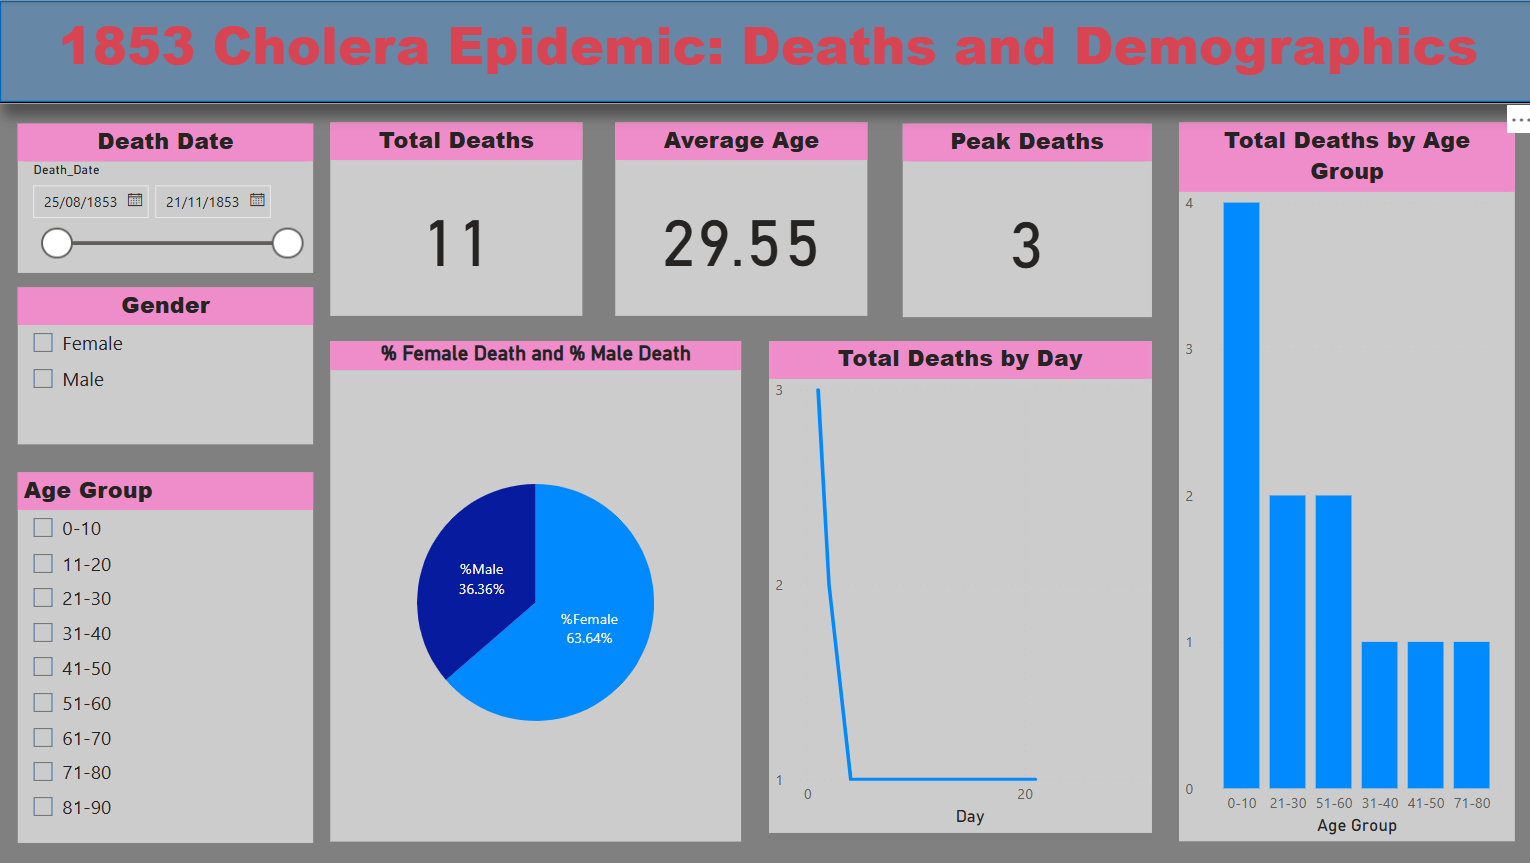 1853 Cholera Epidemic: Deaths and Demographics
Death Date
Death_Date
25/08/1853
21/11/1853
Gender
Female
Male
Age Group
0-10
11-20
21-30
31-40
41-50
51-60
61-70
71-80
81-90
Total Deaths
11
Average Age
29.55
Peak Deaths
3
% Female Death and % Male Death
%Male
36.36%
%Female
63.64%
Total Deaths by Day
3
2
1
0 20
Day
Total Deaths by Age
Group
4
3
2
1
0
0-10 21-30 51-60 31-40 41-50 71-80
Age Group